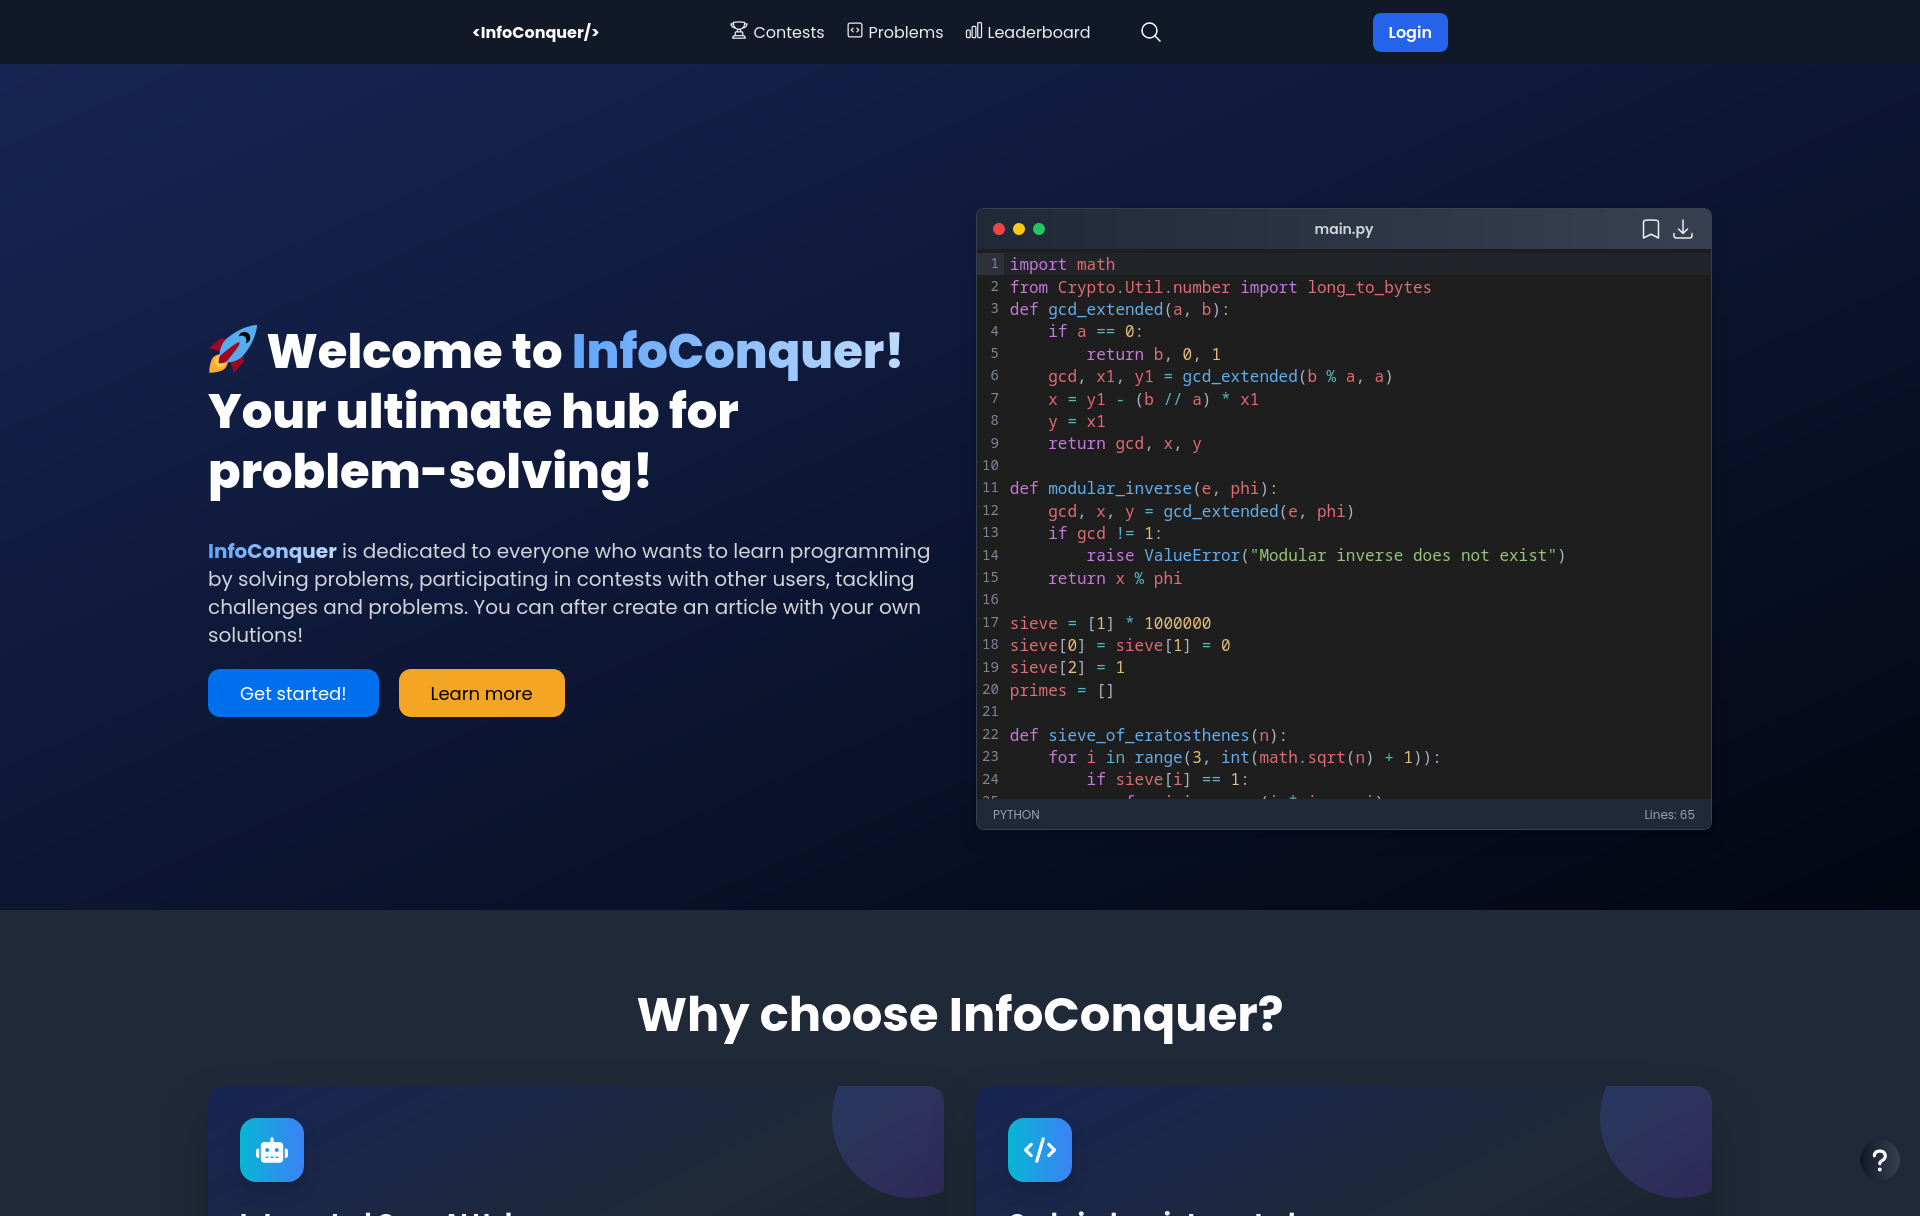 <InfoConquer/>
Contests
Problems
Leaderboard
Login
🚀 Welcome to InfoConquer!
Your ultimate hub for
problem-solving!
InfoConquer is dedicated to everyone who wants to learn programming
by solving problems, participating in contests with other users, tackling
challenges and problems. You can after create an article with your own
solutions!
Get started!
Learn more
main.py
1 import math
2 from Crypto.Util.number import long_to_bytes
3 def gcd_extended(a, b):
4     if a == 0:
5         return b, 0, 1
6     gcd, x1, y1 = gcd_extended(b % a, a)
7     x = y1 - (b // a) * x1
8     y = x1
9     return gcd, x, y
10
11 def modular_inverse(e, phi):
12     gcd, x, y = gcd_extended(e, phi)
13     if gcd != 1:
14         raise ValueError("Modular inverse does not exist")
15     return x % phi
16
17 sieve = [1] * 1000000
18 sieve[0] = sieve[1] = 0
19 sieve[2] = 1
20 primes = []
21
22 def sieve_of_eratosthenes(n):
23     for i in range(3, int(math.sqrt(n) + 1)):
24         if sieve[i] == 1:
PYTHON
Lines: 65
Why choose InfoConquer?
?